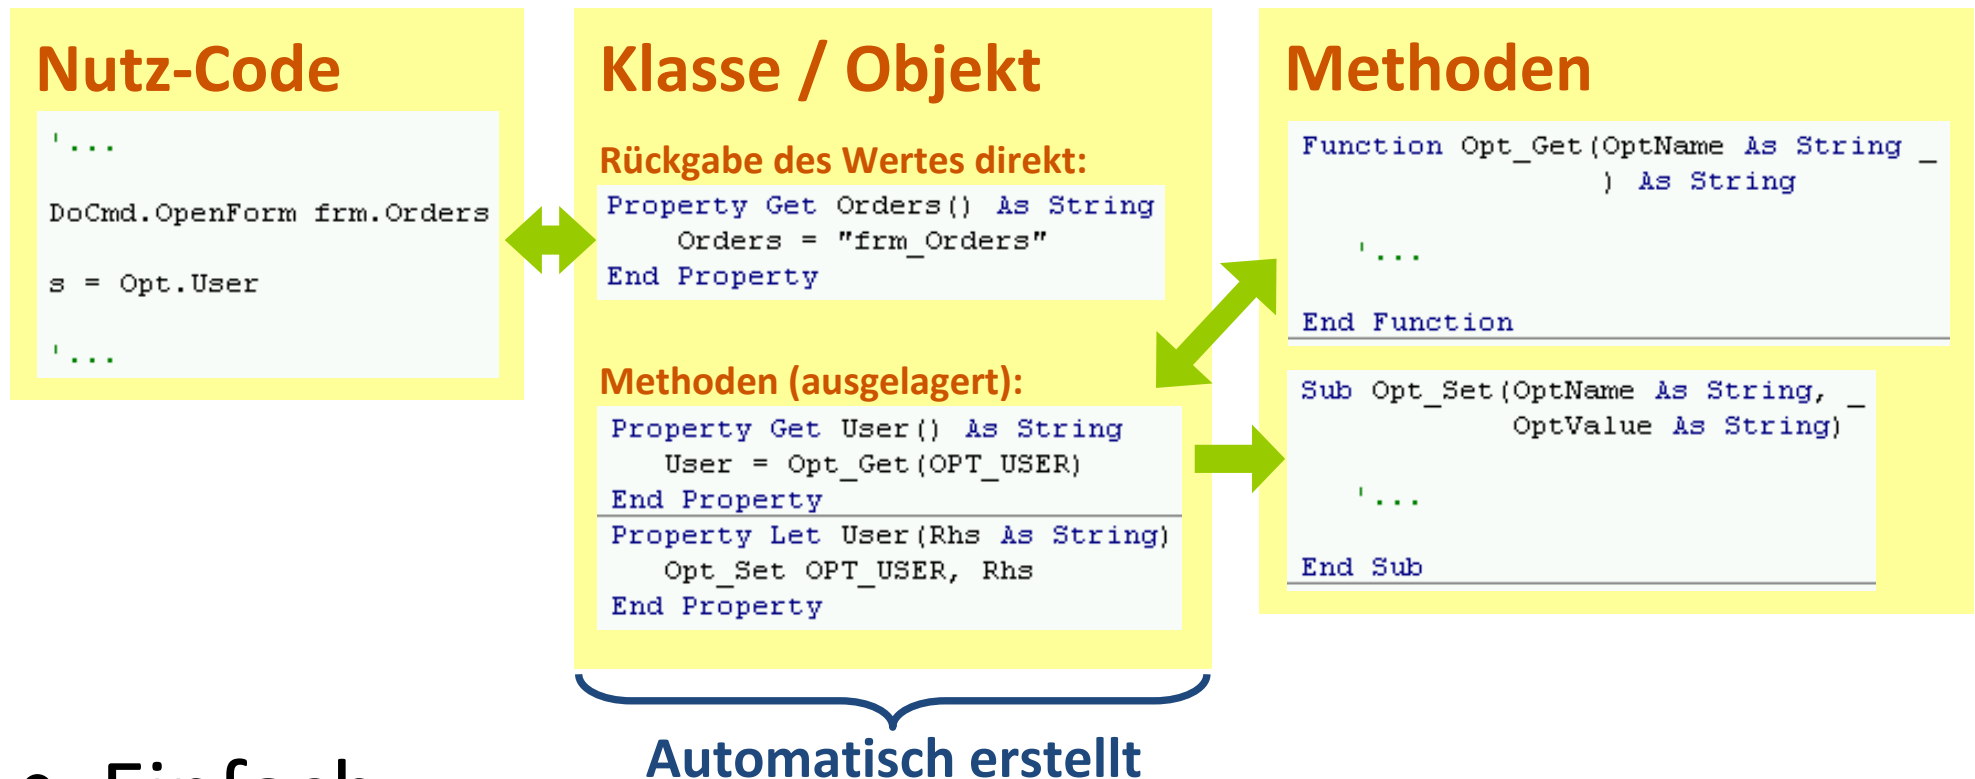 Nutz-Code
'...
DoCmd.OpenForm frm.Orders
s = Opt.User
'...
Klasse / Objekt
Rückgabe des Wertes direkt:
Property Get Orders() As String
Orders = "frm_Orders"
End Property
Methoden (ausgelagert):
Property Get User() As String
User = Opt_Get(OPT_USER)
End Property
Property Let User(Rhs As String)
Opt_Set OPT_USER, Rhs
End Property
Methoden
Function Opt_Get(OptName As String _
) As String
'...
End Function
Sub Opt_Set(OptName As String, _
OptValue As String)
'...
End Sub
Automatisch erstellt
• Einfach